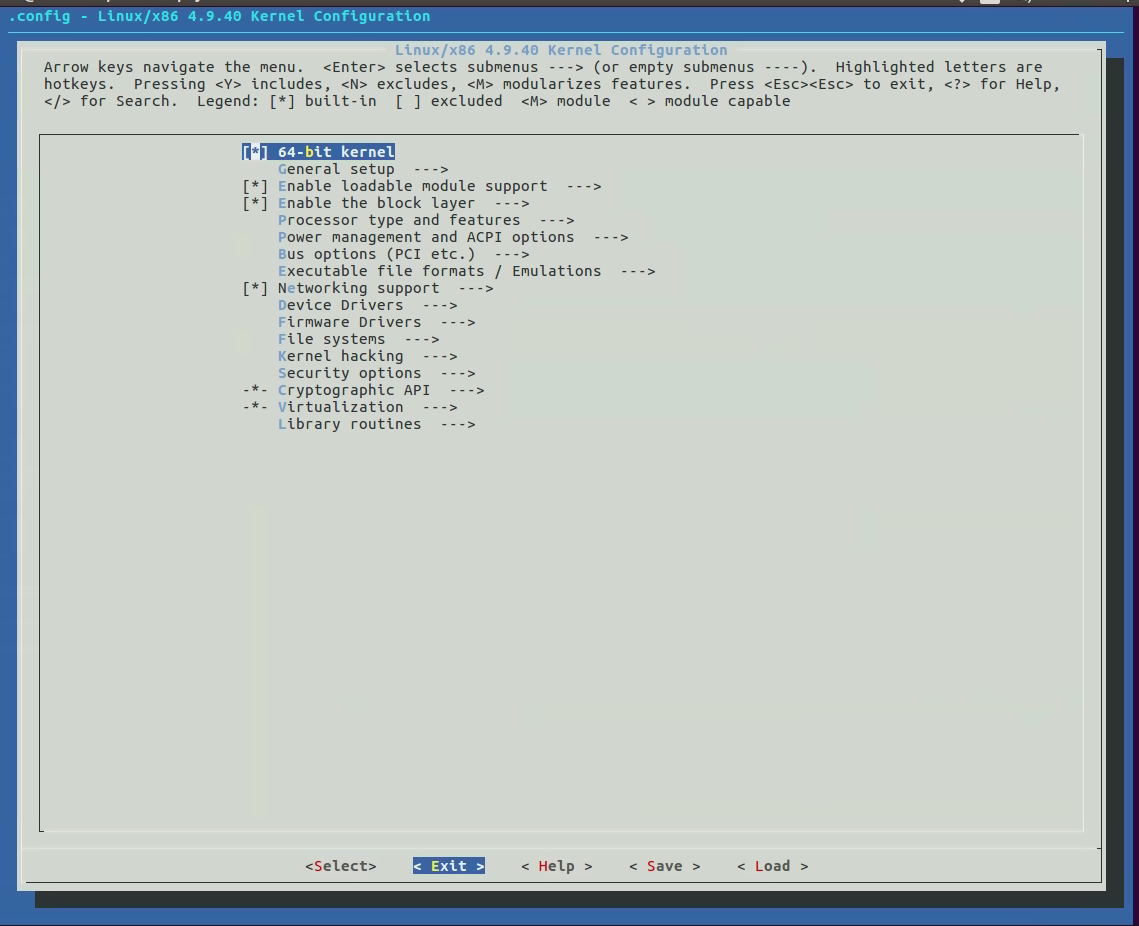 .config - Linux/x86 4.9.40 Kernel Configuration
Linux/x86 4.9.40 Kernel Configuration
Arrow keys navigate the menu.  <Enter> selects submenus ---> (or empty submenus ----).  Highlighted letters are
hotkeys.  Pressing <Y> includes, <N> excludes, <M> modularizes features.  Press <Esc><Esc> to exit, <?> for Help,
</> for Search.  Legend: [*] built-in  [ ] excluded  <M> module  < > module capable
[*] 64-bit kernel
General setup  --->
[*] Enable loadable module support  --->
[*] Enable the block layer  --->
Processor type and features  --->
Power management and ACPI options  --->
Bus options (PCI etc.)  --->
Executable file formats / Emulations  --->
[*] Networking support  --->
Device Drivers  --->
Firmware Drivers  --->
File systems  --->
Kernel hacking  --->
Security options  --->
-*- Cryptographic API  --->
-*- Virtualization  --->
Library routines  --->
<Select>    < Exit >    < Help >    < Save >    < Load >